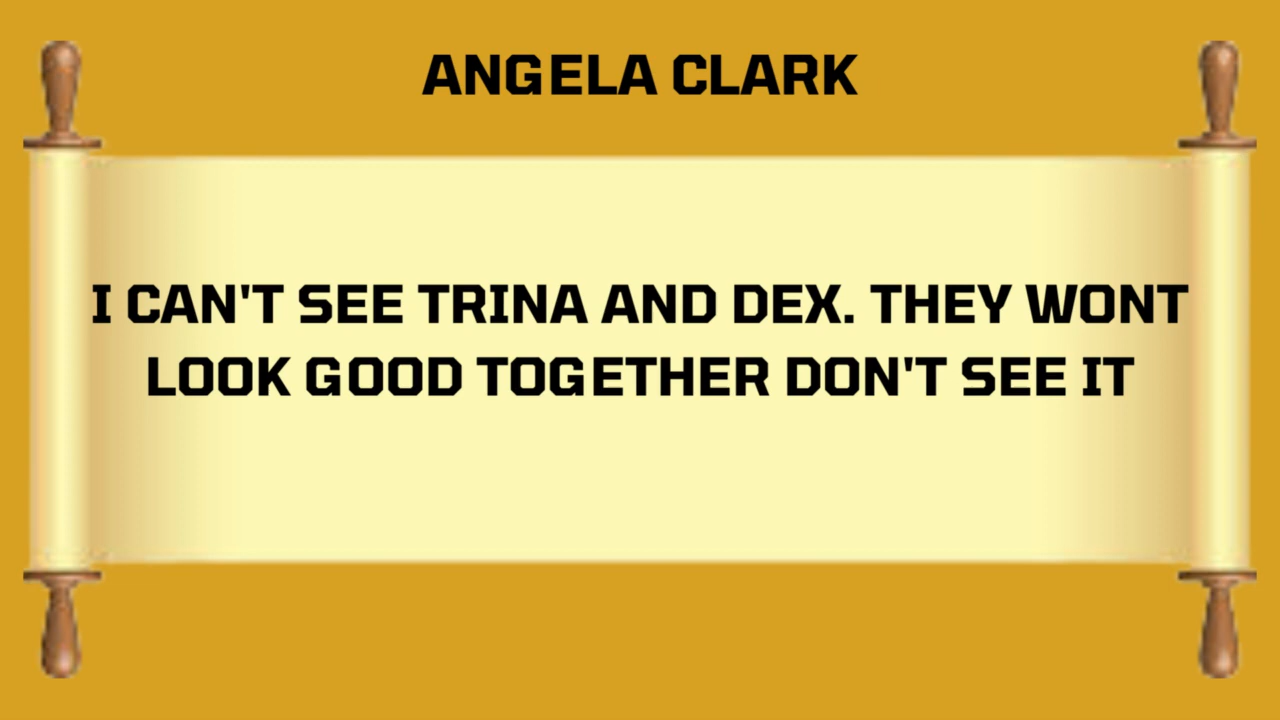 ANGELA CLARK
I CAN'T SEE TRINA AND DEX. THEY WONT
LOOK GOOD TOGETHER DON'T SEE IT